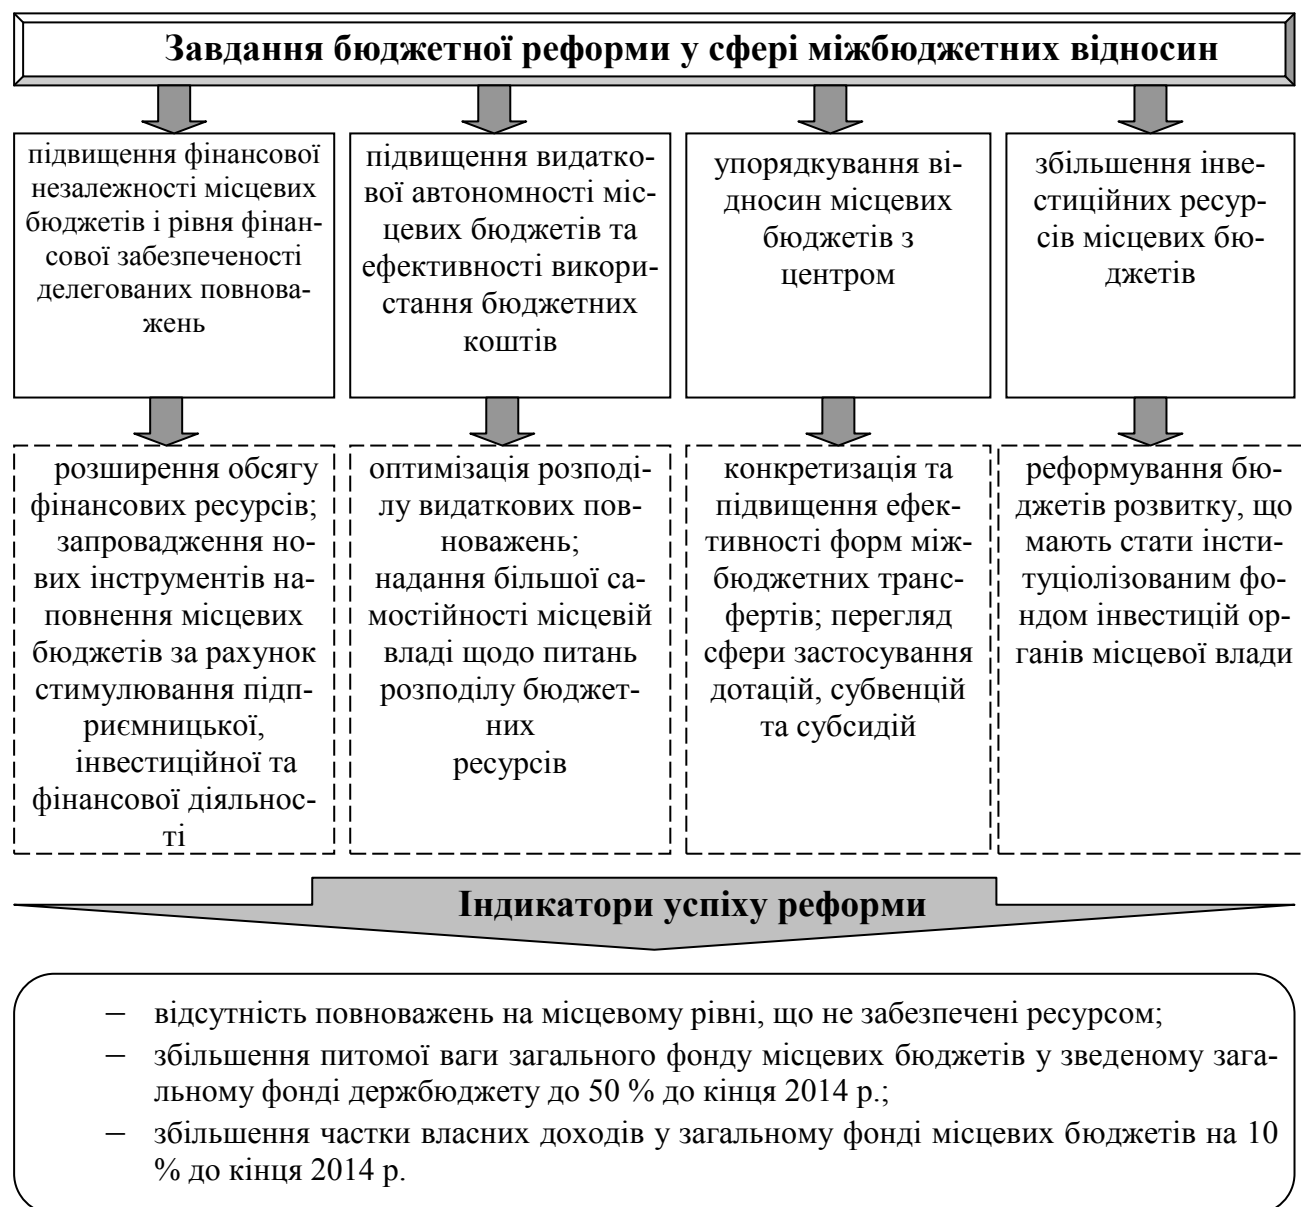 Завдання бюджетної реформи у сфері міжбюджетних відносин
підвищення фінансової
незалежності місцевих
бюджетів і рівня фінан-
сової забезпеченості
делегованих повнова-
жень
підвищення видатко-
вої автономності міс-
цевих бюджетів та
ефективності викори-
стання бюджетних
коштів
упорядкування ві-
дносин місцевих
бюджетів з
центром
збільшення інве-
стиційних ресур-
сів місцевих бю-
джетів
розширення обсягу
фінансових ресурсів;
запровадження но-
вих інструментів на-
повнення місцевих
бюджетів за рахунок
стимулювання підп-
риємницької,
інвестиційної та
фінансової діяльнос-
ті
оптимізація розподі-
лу видаткових пов-
новажень;
надання більшої са-
мостійності місцевій
владі щодо питань
розподілу бюджет-
них
ресурсів
конкретизація та
підвищення ефек-
тивності форм між-
бюджетних транс-
фертів; перегляд
сфери застосування
дотацій, субвенцій
та субсидій
реформування бю-
джетів розвитку, що
мають стати інсти-
туціолізованим фо-
ндом інвестицій ор-
ганів місцевої влади
Індикатори успіху реформи
– відсутність повноважень на місцевому рівні, що не забезпечені ресурсом;
– збільшення питомої ваги загального фонду місцевих бюджетів у зведеному зага-
льному фонді держбюджету до 50 % до кінця 2014 р.;
– збільшення частки власних доходів у загальному фонді місцевих бюджетів на 10
% до кінця 2014 р.